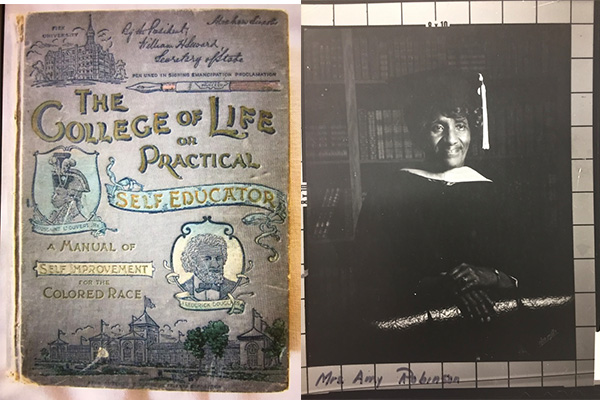 FISK
UNIVERSITY
By the President;
William H Seward
Secretary of State
PEN USED IN SIGNING EMANCIPATION PROCLAMATION
THE
COLLEGE OF LIFE
OR
PRACTICAL
SELF EDUCATOR
TOUSSAINT L'OUVERTURE
A MANUAL OF
SELF IMPROVEMENT
FOR THE
COLORED RACE
FREDERICK DOUGLASS
8 x 10
Mrs. Amy Robinson